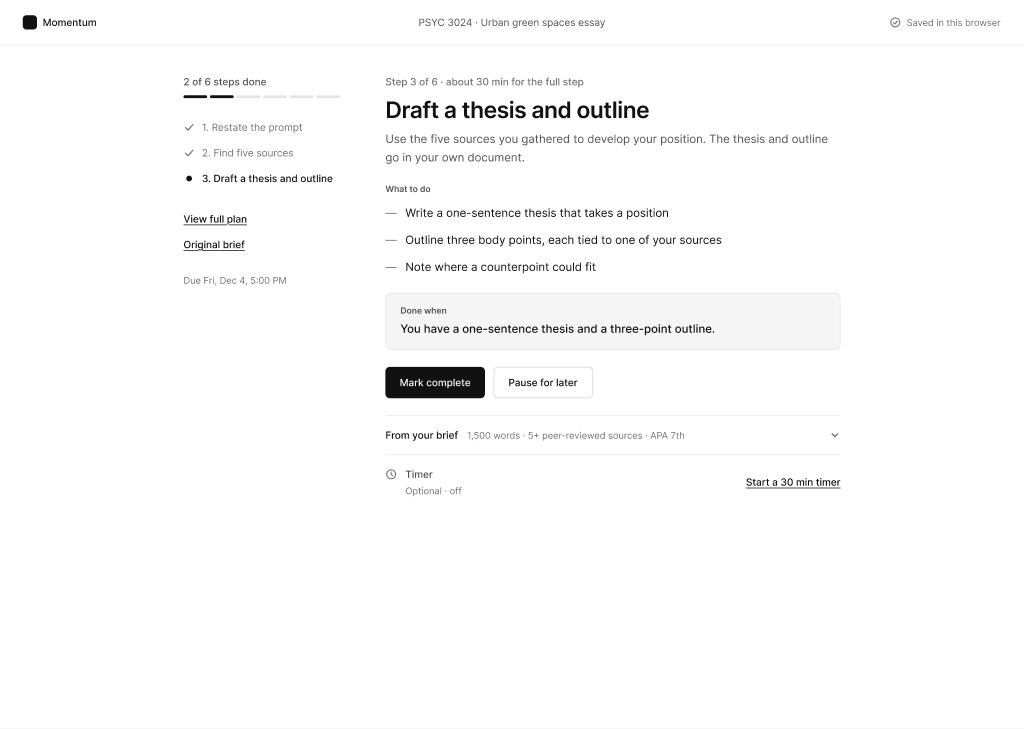 Momentum
PSYC 3024 · Urban green spaces essay
Saved in this browser
2 of 6 steps done
1. Restate the prompt
2. Find five sources
3. Draft a thesis and outline
View full plan
Original brief
Due Fri, Dec 4, 5:00 PM
Step 3 of 6 · about 30 min for the full step
Draft a thesis and outline
Use the five sources you gathered to develop your position. The thesis and outline
go in your own document.
What to do
— Write a one-sentence thesis that takes a position
— Outline three body points, each tied to one of your sources
— Note where a counterpoint could fit
Done when
You have a one-sentence thesis and a three-point outline.
Mark complete
Pause for later
From your brief 1,500 words · 5+ peer-reviewed sources · APA 7th
Timer
Optional · off
Start a 30 min timer